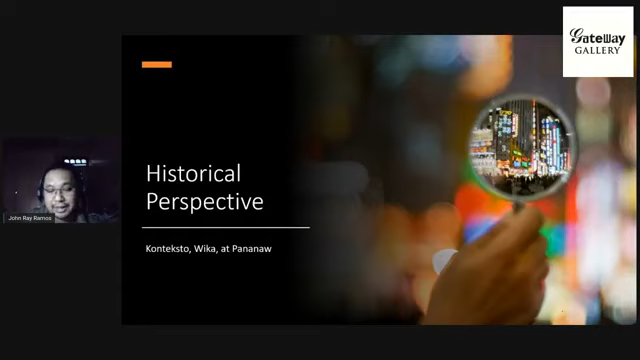 GateWay
GALLERY
Historical
Perspective
Konteksto, Wika, at Pananaw
John Ray Ramos